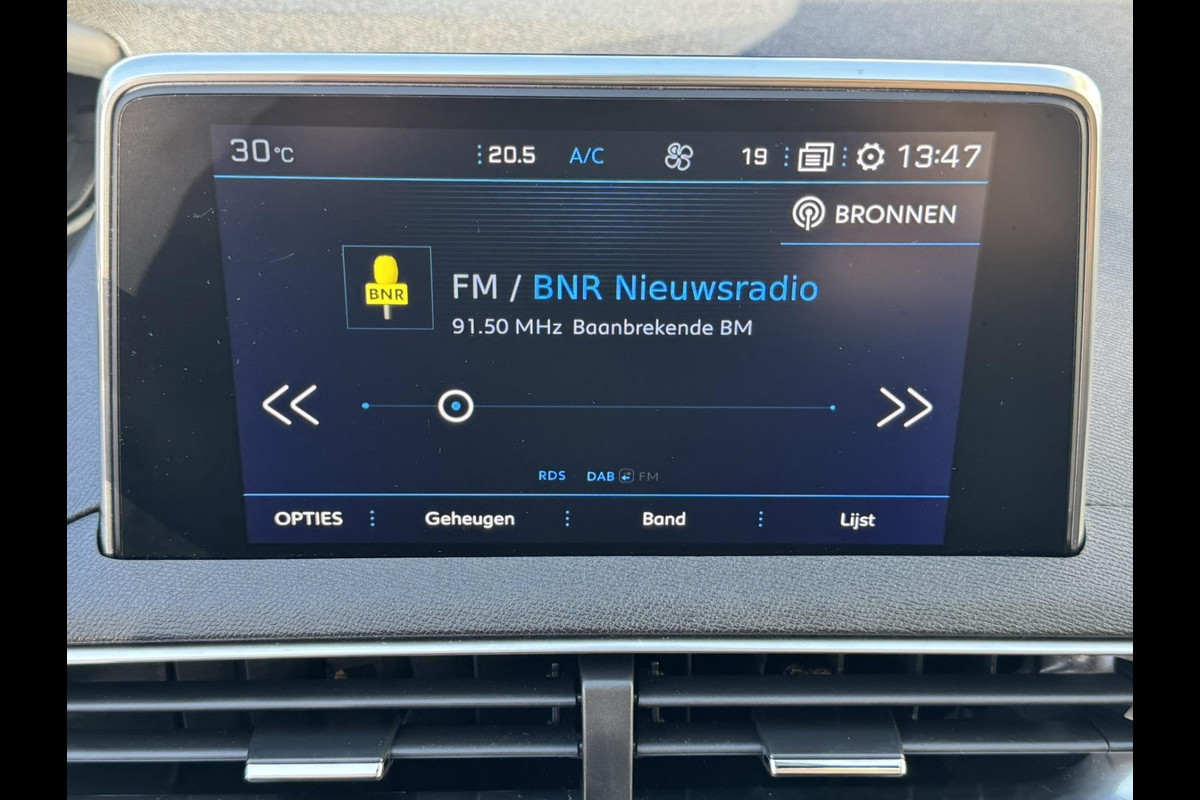 30°C 20.5 A/C 19 13:47
BRONNEN
BNR
FM / BNR Nieuwsradio
91.50 MHz Baanbrekende BM
RDS DAB FM
OPTIES Geheugen Band Lijst